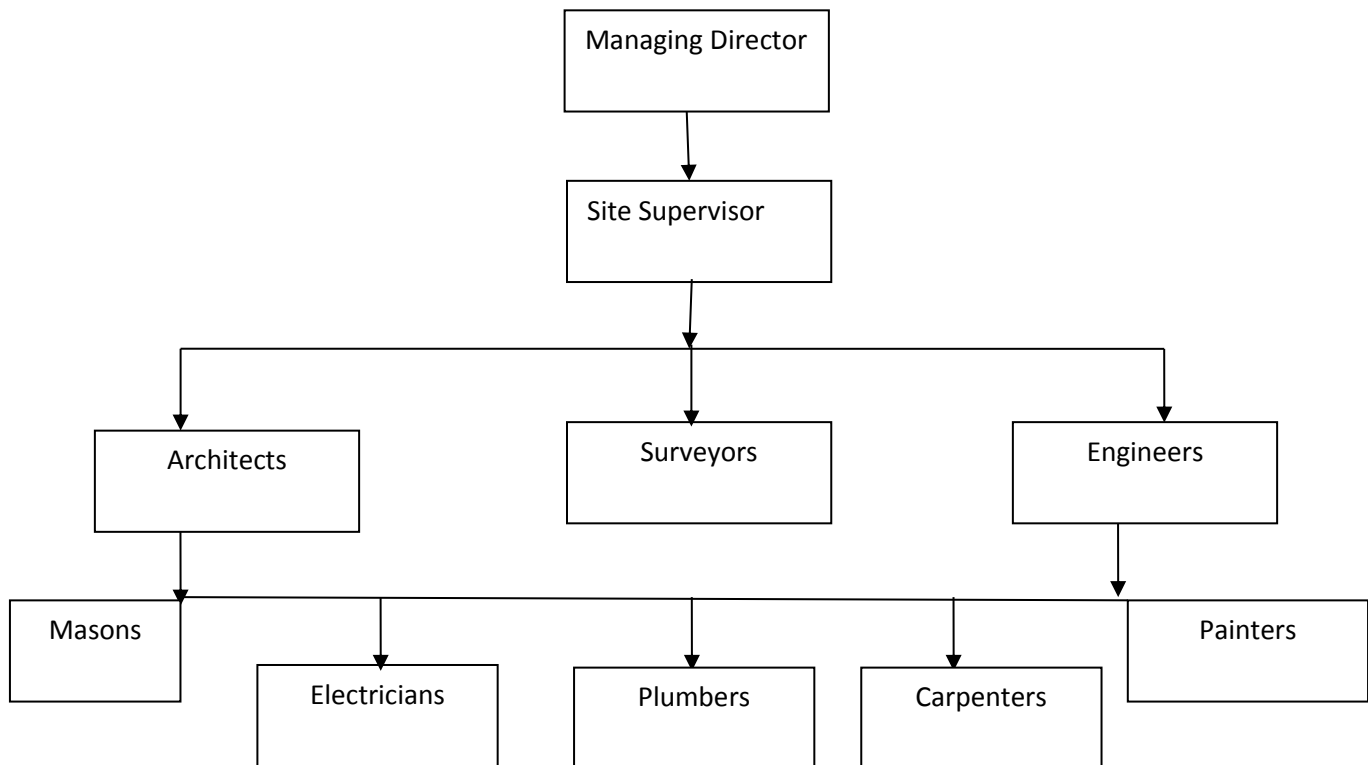 Managing Director
Site Supervisor
Architects
Surveyors
Engineers
Masons
Painters
Electricians
Plumbers
Carpenters